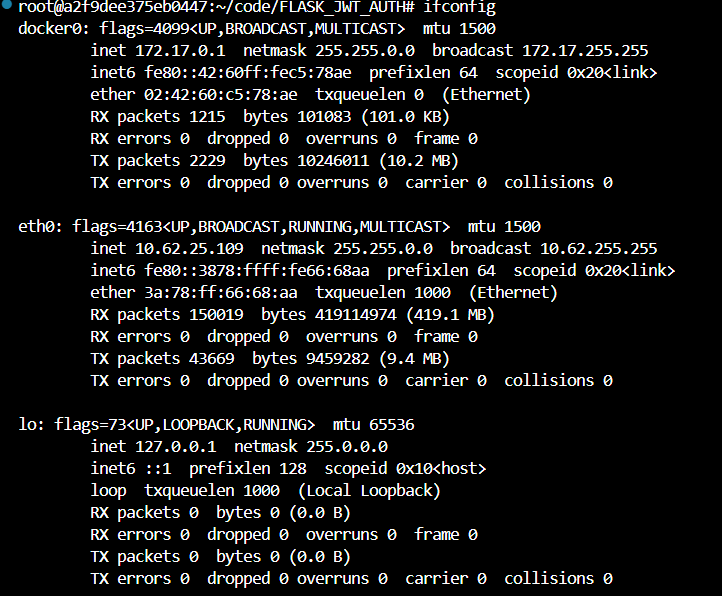 root@a2f9dee375eb0447:~/code/FLASK_JWT_AUTH# ifconfig
docker0: flags=4099<UP,BROADCAST,MULTICAST>  mtu 1500
        inet 172.17.0.1  netmask 255.255.0.0  broadcast 172.17.255.255
        inet6 fe80::42:60ff:fec5:78ae  prefixlen 64  scopeid 0x20<link>
        ether 02:42:60:c5:78:ae  txqueuelen 0  (Ethernet)
        RX packets 1215  bytes 101083 (101.0 KB)
        RX errors 0  dropped 0  overruns 0  frame 0
        TX packets 2229  bytes 10246011 (10.2 MB)
        TX errors 0  dropped 0 overruns 0  carrier 0  collisions 0

eth0: flags=4163<UP,BROADCAST,RUNNING,MULTICAST>  mtu 1500
        inet 10.62.25.109  netmask 255.255.0.0  broadcast 10.62.255.255
        inet6 fe80::3878:ffff:fe66:68aa  prefixlen 64  scopeid 0x20<link>
        ether 3a:78:ff:66:68:aa  txqueuelen 1000  (Ethernet)
        RX packets 150019  bytes 419114974 (419.1 MB)
        RX errors 0  dropped 0  overruns 0  frame 0
        TX packets 43669  bytes 9459282 (9.4 MB)
        TX errors 0  dropped 0 overruns 0  carrier 0  collisions 0

lo: flags=73<UP,LOOPBACK,RUNNING>  mtu 65536
        inet 127.0.0.1  netmask 255.0.0.0
        inet6 ::1  prefixlen 128  scopeid 0x10<host>
        loop  txqueuelen 1000  (Local Loopback)
        RX packets 0  bytes 0 (0.0 B)
        RX errors 0  dropped 0  overruns 0  frame 0
        TX packets 0  bytes 0 (0.0 B)
        TX errors 0  dropped 0 overruns 0  carrier 0  collisions 0